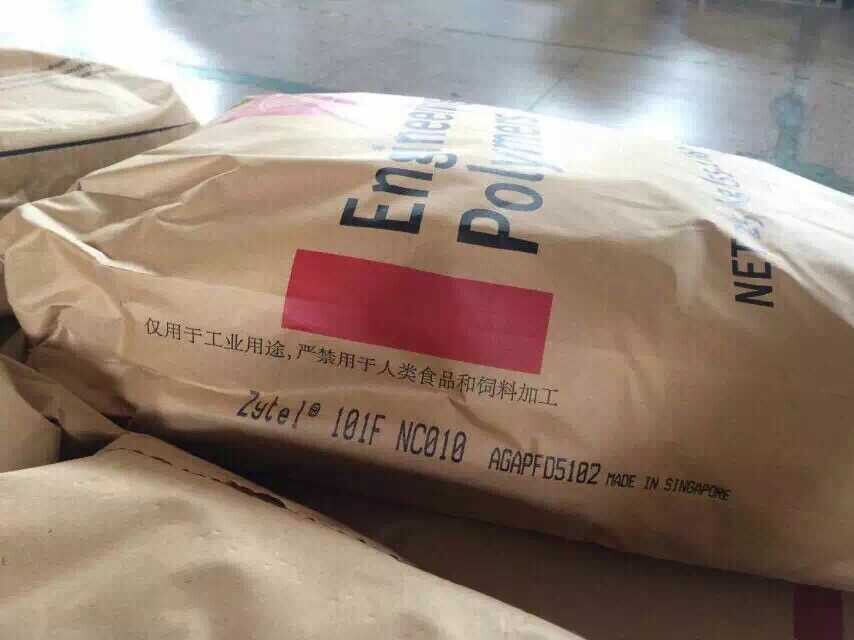 Engineer
Polymers
NET
仅用于工业用途，严禁用于人类食品和饲料加工
Zytel® 101F NC010 AGAPFD5102 MADE IN SINGAPORE